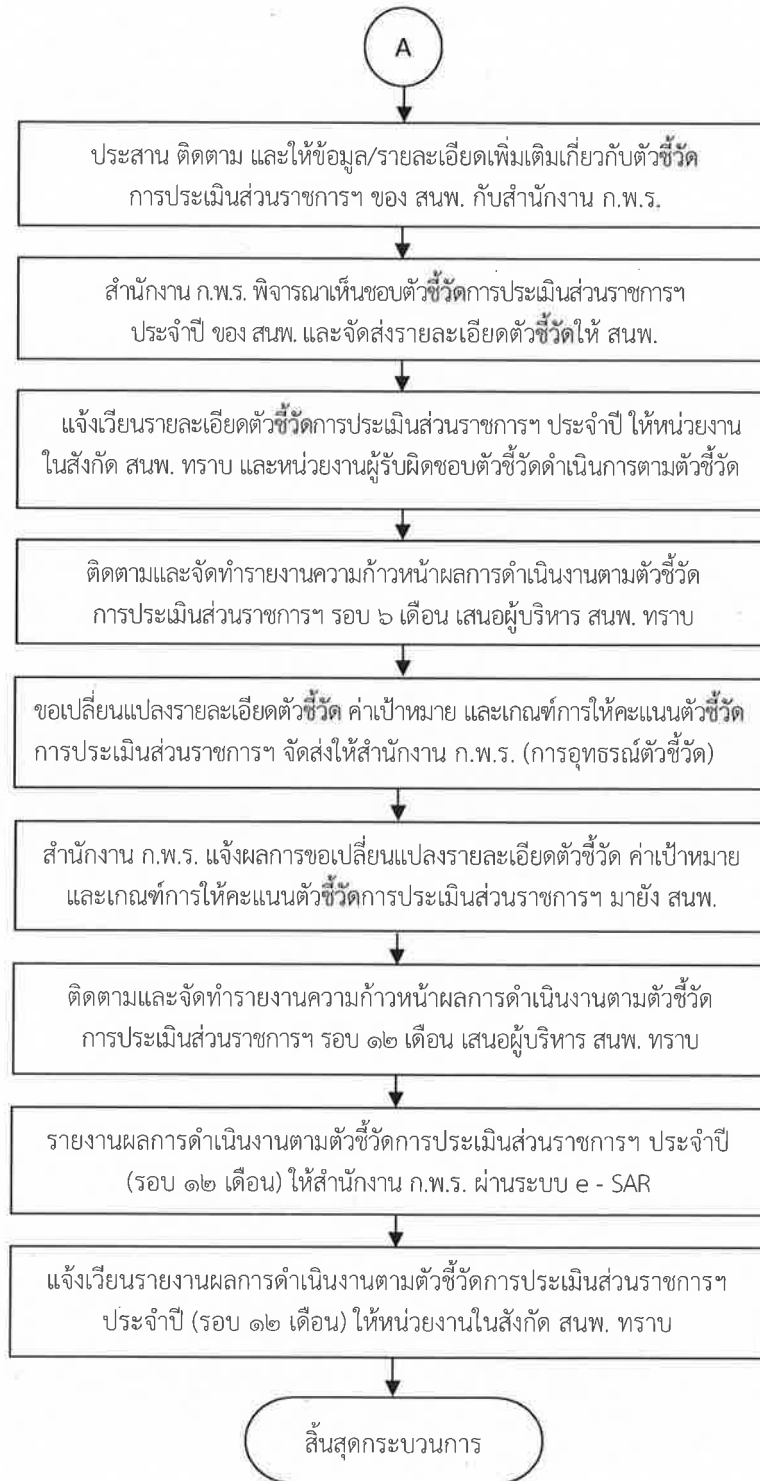 A
ประสาน ติดตาม และให้ข้อมูล/รายละเอียดเพิ่มเติมเกี่ยวกับตัวชี้วัด
การประเมินส่วนราชการฯ ของ สนพ. กับสำนักงาน ก.พ.ร.
สำนักงาน ก.พ.ร. พิจารณาเห็นชอบตัวชี้วัดการประเมินส่วนราชการฯ
ประจำปี ของ สนพ. และจัดส่งรายละเอียดตัวชี้วัดให้ สนพ.
แจ้งเวียนรายละเอียดตัวชี้วัดการประเมินส่วนราชการฯ ประจำปี ให้หน่วยงาน
ในสังกัด สนพ. ทราบ และหน่วยงานผู้รับผิดชอบตัวชี้วัดดำเนินการตามตัวชี้วัด
ติดตามและจัดทำรายงานความก้าวหน้าผลการดำเนินงานตามตัวชี้วัด
การประเมินส่วนราชการฯ รอบ ๖ เดือน เสนอผู้บริหาร สนพ. ทราบ
ขอเปลี่ยนแปลงรายละเอียดตัวชี้วัด ค่าเป้าหมาย และเกณฑ์การให้คะแนนตัวชี้วัด
การประเมินส่วนราชการฯ จัดส่งให้สำนักงาน ก.พ.ร. (การอุทธรณ์ตัวชี้วัด)
สำนักงาน ก.พ.ร. แจ้งผลการขอเปลี่ยนแปลงรายละเอียดตัวชี้วัด ค่าเป้าหมาย
และเกณฑ์การให้คะแนนตัวชี้วัดการประเมินส่วนราชการฯ มายัง สนพ.
ติดตามและจัดทำรายงานความก้าวหน้าผลการดำเนินงานตามตัวชี้วัด
การประเมินส่วนราชการฯ รอบ ๑๒ เดือน เสนอผู้บริหาร สนพ. ทราบ
รายงานผลการดำเนินงานตามตัวชี้วัดการประเมินส่วนราชการฯ ประจำปี
(รอบ ๑๒ เดือน) ให้สำนักงาน ก.พ.ร. ผ่านระบบ e - SAR
แจ้งเวียนรายงานผลการดำเนินงานตามตัวชี้วัดการประเมินส่วนราชการฯ
ประจำปี (รอบ ๑๒ เดือน) ให้หน่วยงานในสังกัด สนพ. ทราบ
สิ้นสุดกระบวนการ